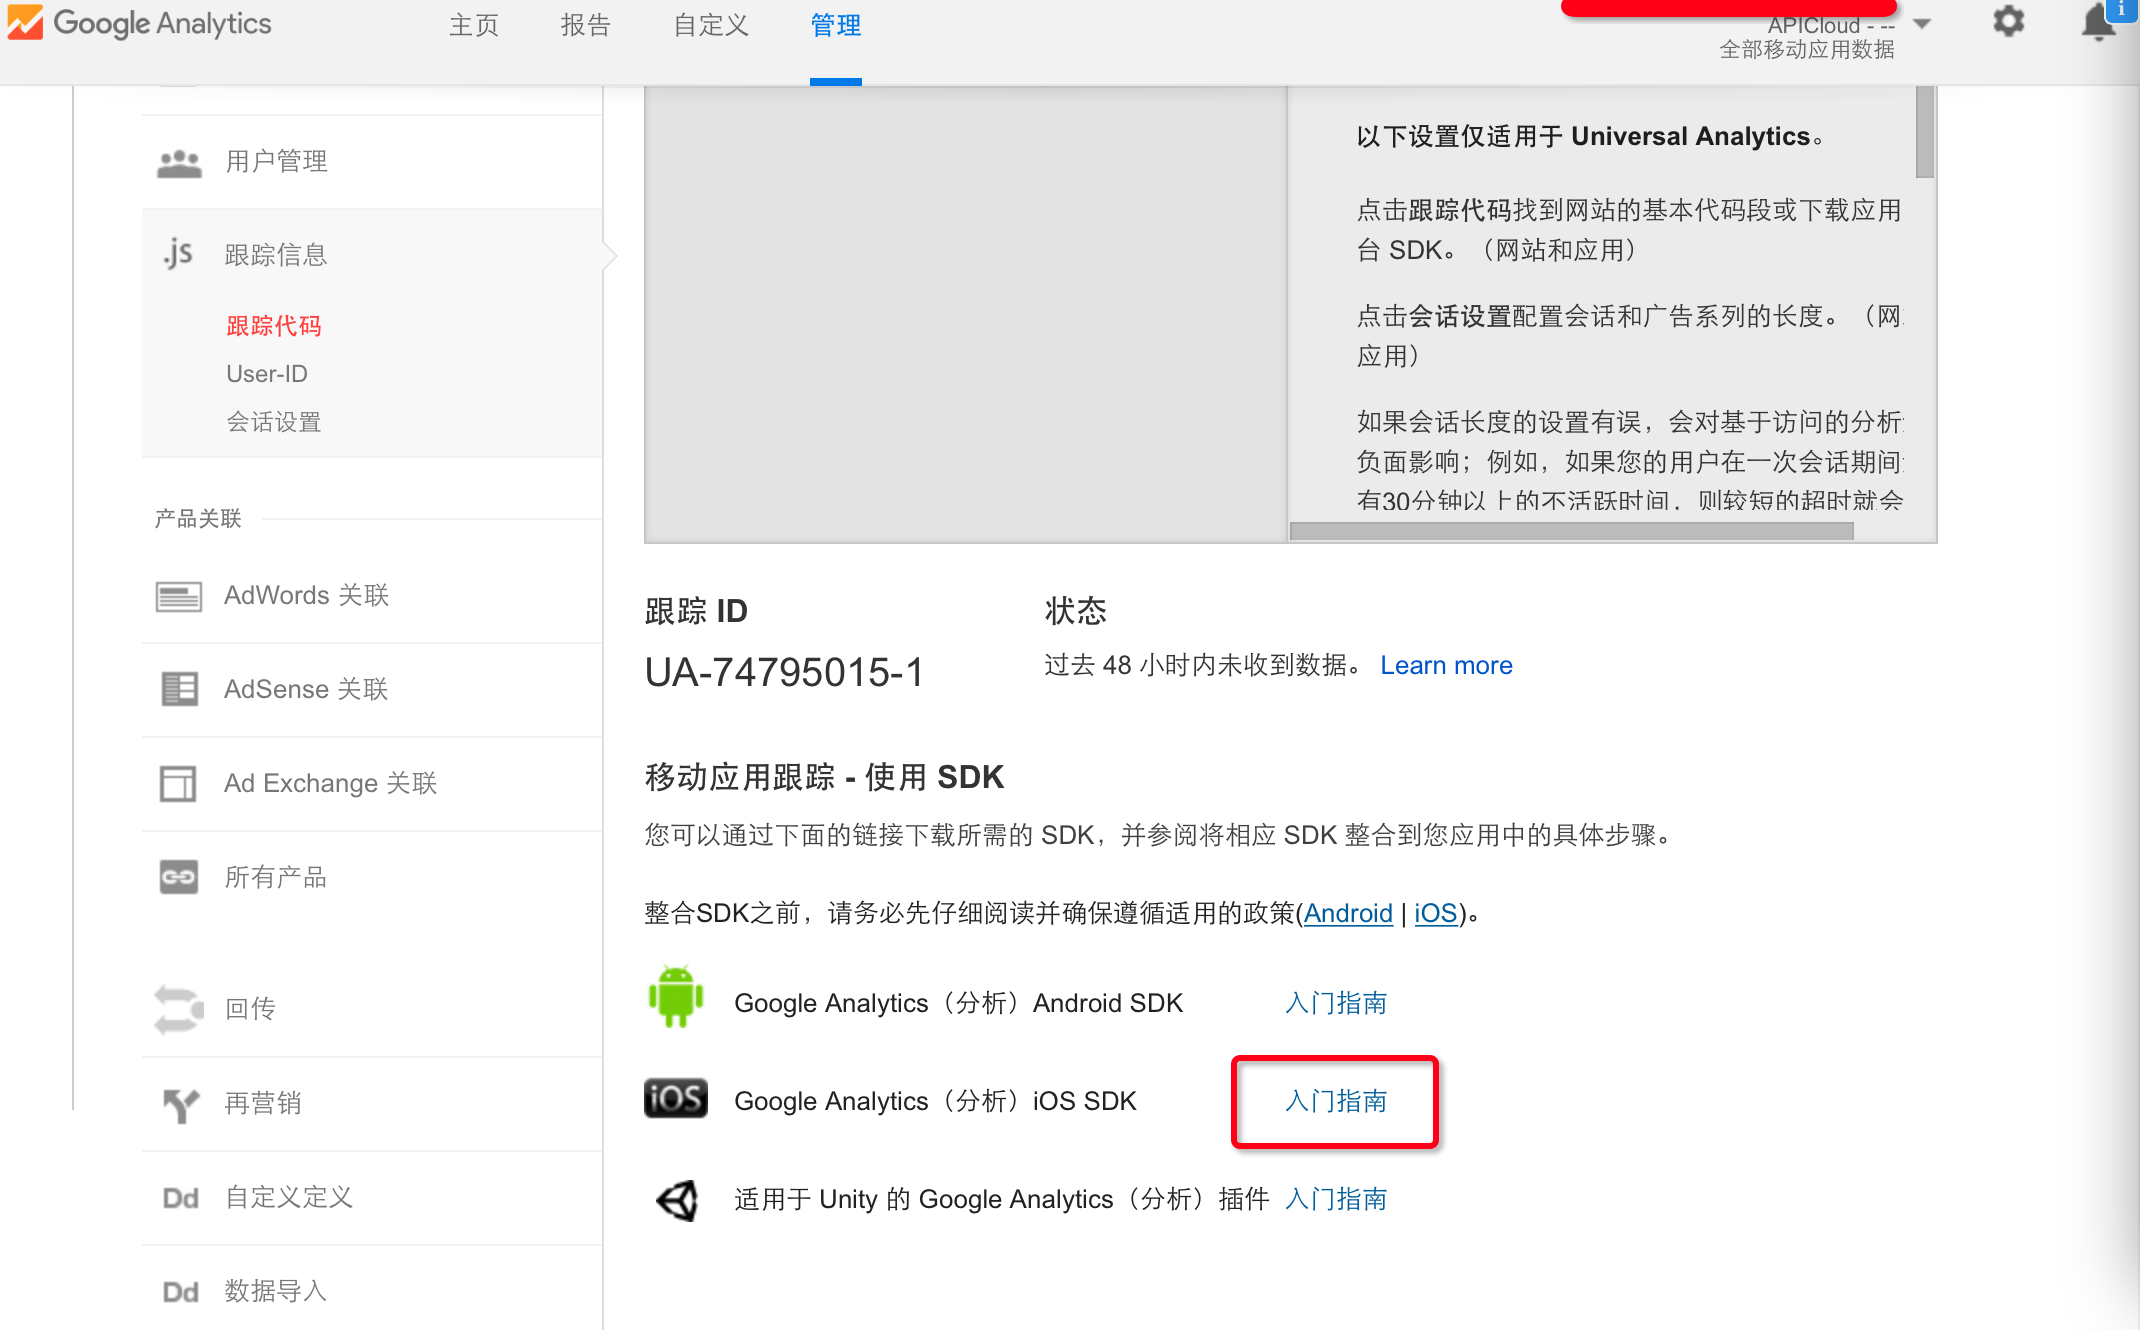 Google Analytics
主页
报告
自定义
管理
APICloud - --
全部移动应用数据
i
用户管理
.js 跟踪信息
跟踪代码
User-ID
会话设置
产品关联
AdWords 关联
AdSense 关联
Ad Exchange 关联
所有产品
回传
再营销
Dd 自定义定义
Dd 数据导入
以下设置仅适用于 Universal Analytics。
点击跟踪代码找到网站的基本代码段或下载应用
台 SDK。（网站和应用）
点击会话设置配置会话和广告系列的长度。（网
应用）
如果会话长度的设置有误，会对基于访问的分析
负面影响；例如，如果您的用户在一次会话期间
有30分钟以上的不活跃时间，则较短的超时就会
跟踪 ID
UA-74795015-1
状态
过去 48 小时内未收到数据。 Learn more
移动应用跟踪 - 使用 SDK
您可以通过下面的链接下载所需的 SDK，并参阅将相应 SDK 整合到您应用中的具体步骤。
整合SDK之前，请务必先仔细阅读并确保遵循适用的政策(Android | iOS)。
Google Analytics（分析）Android SDK 入门指南
iOS Google Analytics（分析）iOS SDK 入门指南
适用于 Unity 的 Google Analytics（分析）插件 入门指南